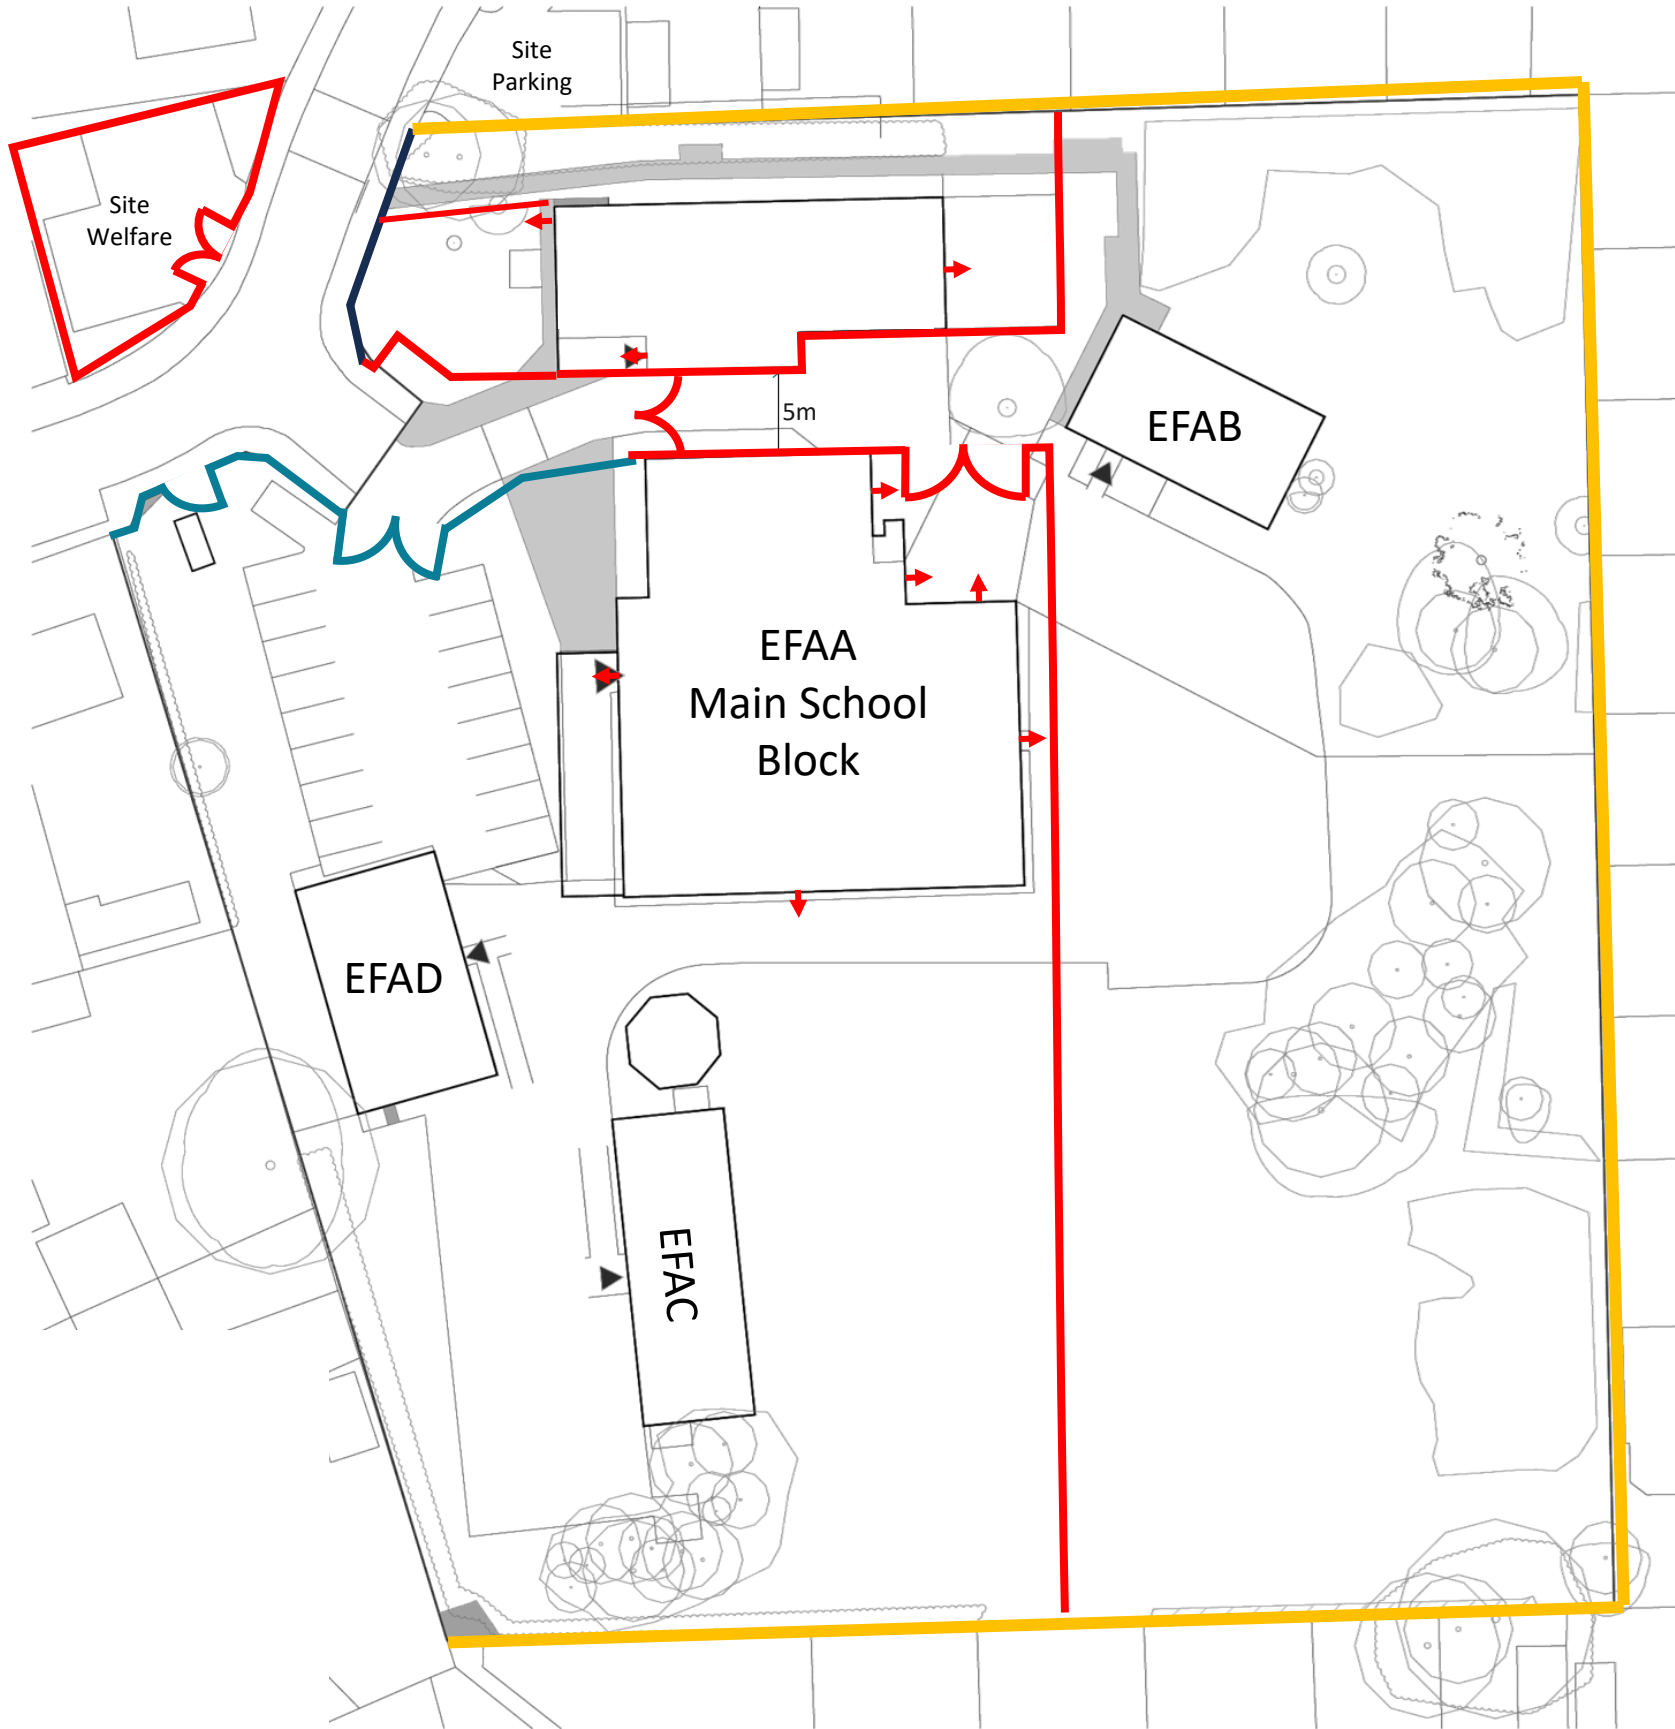 Site
Parking
Site
Welfare
5m
EFAB
EFAA
Main School
Block
EFAD
EFAC